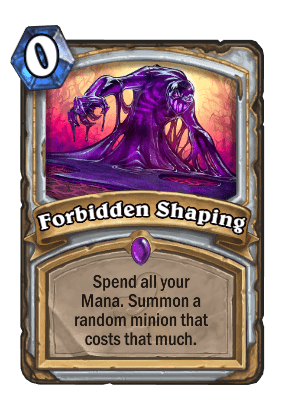 0
Forbidden Shaping
Spend all your
Mana. Summon a
random minion that
costs that much.